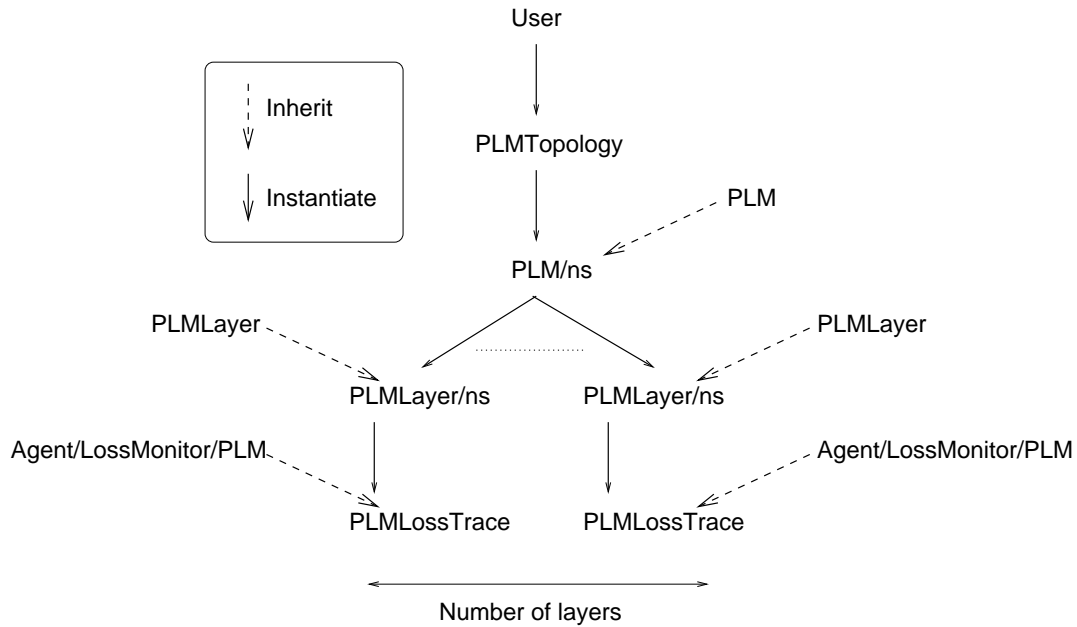 User
Inherit
PLMTopology
Instantiate
PLM
PLM/ns
PLMLayer
PLMLayer
PLMLayer/ns
PLMLayer/ns
Agent/LossMonitor/PLM
Agent/LossMonitor/PLM
PLMLossTrace
PLMLossTrace
Number of layers